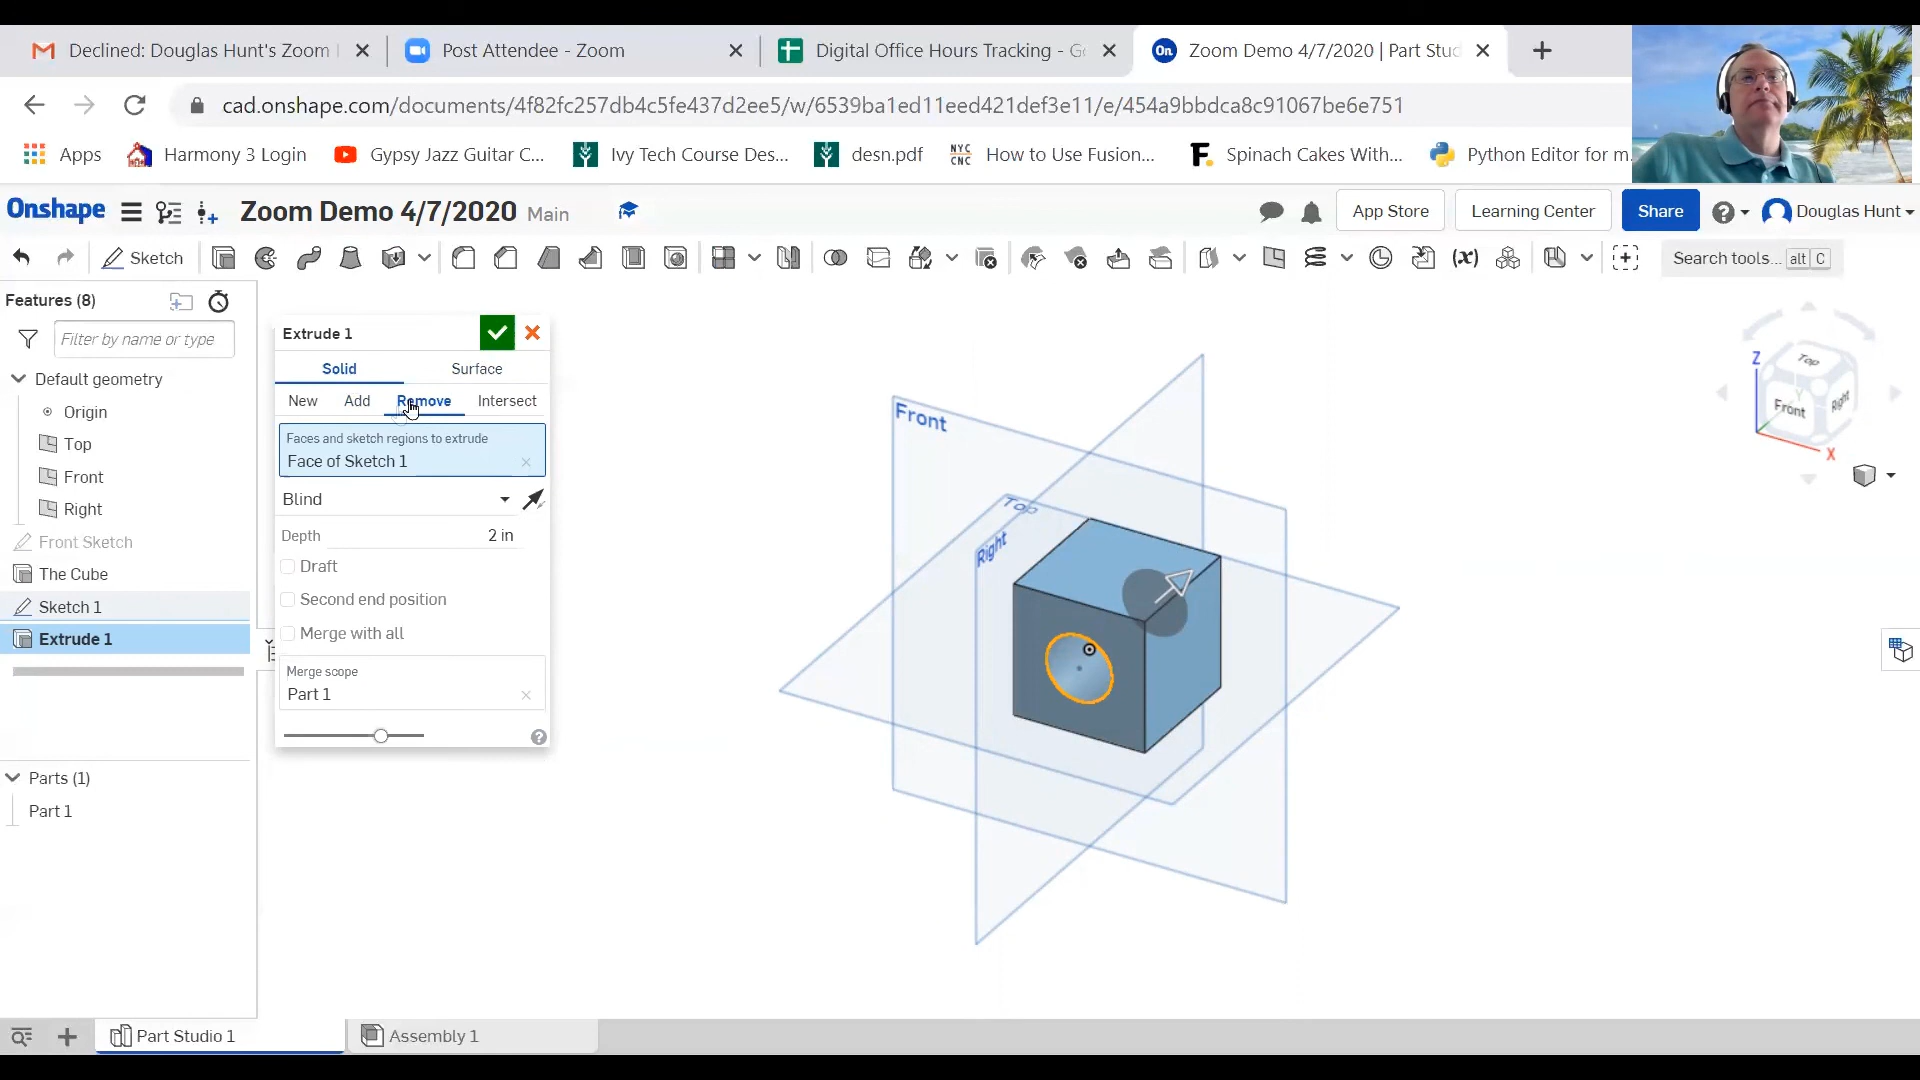 Declined: Douglas Hunt's Zoom
Post Attendee - Zoom
Digital Office Hours Tracking - Go
On
Zoom Demo 4/7/2020 | Part Stud
cad.onshape.com/documents/4f82fc257db4c5fe437d2ee5/w/6539ba1ed11eed421def3e11/e/454a9bbdca8c91067be6e751
Apps
Harmony 3 Login
Gypsy Jazz Guitar C...
Ivy Tech Course Des...
desn.pdf
NYC CNC
How to Use Fusion...
F.
Spinach Cakes With...
Python Editor for m
Onshape
Zoom Demo 4/7/2020
Main
App Store
Learning Center
Share
Douglas Hunt
Sketch
(x)
Search tools...
alt C
Features (8)
Filter by name or type
Default geometry
Origin
Top
Front
Right
Front Sketch
The Cube
Sketch 1
Extrude 1
Parts (1)
Part 1
Extrude 1
Solid
Surface
New
Add
Remove
Intersect
Faces and sketch regions to extrude
Face of Sketch 1
Blind
Depth
2 in
Draft
Second end position
Merge with all
Merge scope
Part 1
Front
Top
Right
Z
Top
Y
Front
Right
X
Part Studio 1
Assembly 1